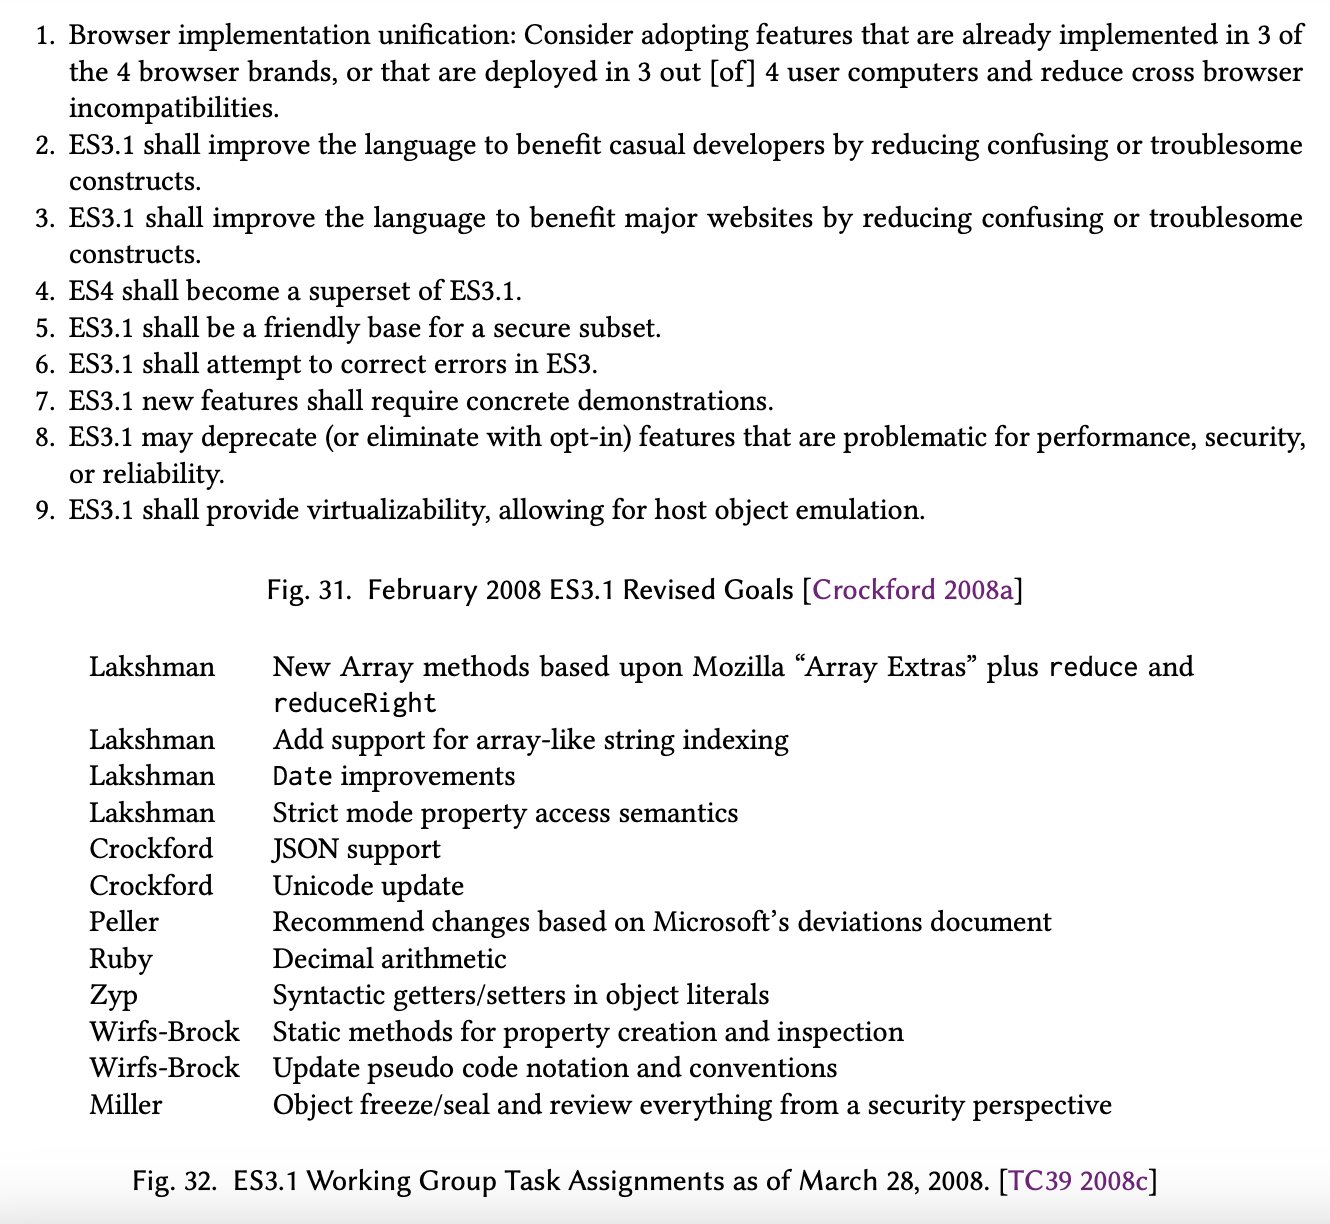 1. Browser implementation unification: Consider adopting features that are already implemented in 3 of
the 4 browser brands, or that are deployed in 3 out [of] 4 user computers and reduce cross browser
incompatibilities.
2. ES3.1 shall improve the language to benefit casual developers by reducing confusing or troublesome
constructs.
3. ES3.1 shall improve the language to benefit major websites by reducing confusing or troublesome
constructs.
4. ES4 shall become a superset of ES3.1.
5. ES3.1 shall be a friendly base for a secure subset.
6. ES3.1 shall attempt to correct errors in ES3.
7. ES3.1 new features shall require concrete demonstrations.
8. ES3.1 may deprecate (or eliminate with opt-in) features that are problematic for performance, security,
or reliability.
9. ES3.1 shall provide virtualizability, allowing for host object emulation.
Fig. 31. February 2008 ES3.1 Revised Goals [Crockford 2008a]
Lakshman New Array methods based upon Mozilla “Array Extras” plus reduce and
reduceRight
Lakshman Add support for array-like string indexing
Lakshman Date improvements
Lakshman Strict mode property access semantics
Crockford JSON support
Crockford Unicode update
Peller Recommend changes based on Microsoft’s deviations document
Ruby Decimal arithmetic
Zyp Syntactic getters/setters in object literals
Wirfs-Brock Static methods for property creation and inspection
Wirfs-Brock Update pseudo code notation and conventions
Miller Object freeze/seal and review everything from a security perspective
Fig. 32. ES3.1 Working Group Task Assignments as of March 28, 2008. [TC39 2008c]